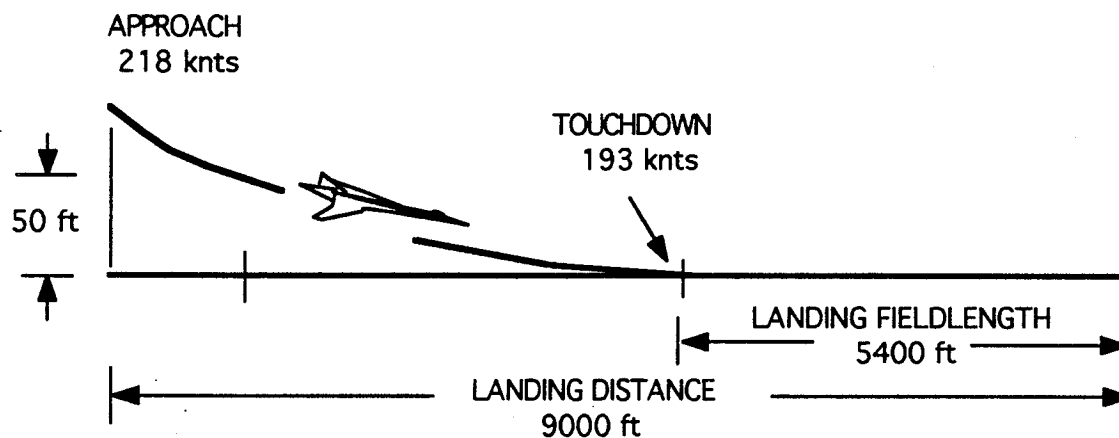 APPROACH
218 knts
TOUCHDOWN
193 knts
50 ft
LANDING FIELDLENGTH
5400 ft
LANDING DISTANCE
9000 ft